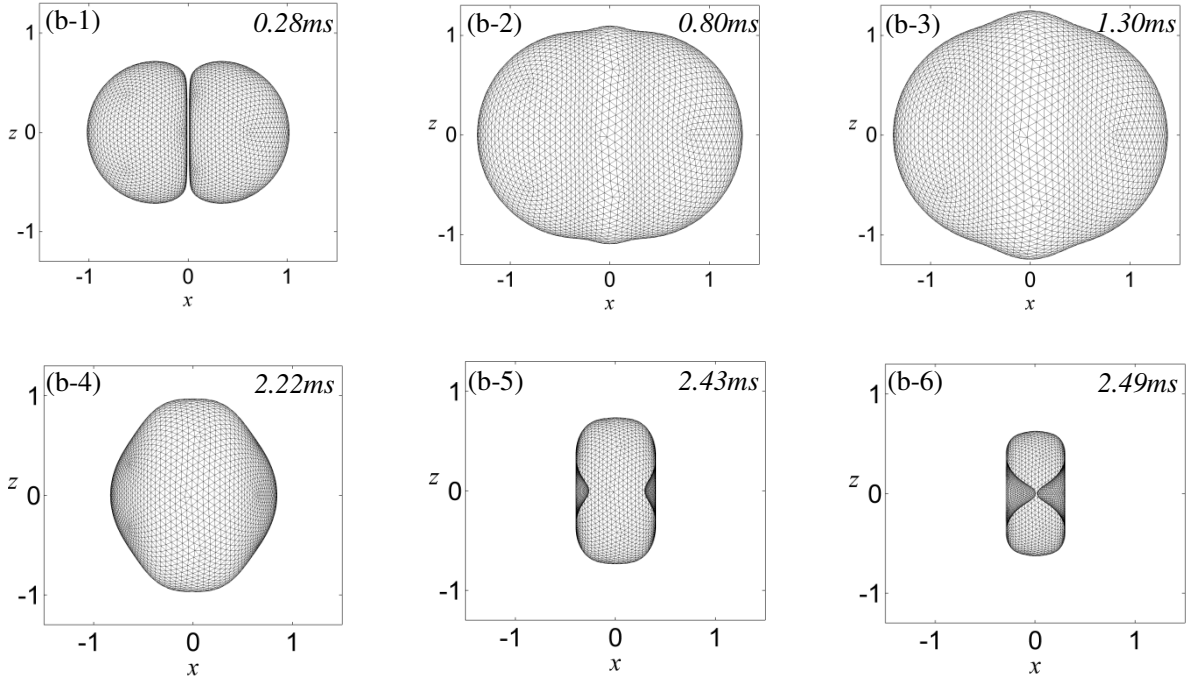 (b-1) 0.28ms
1
z 0
-1
-1 0 1
x
(b-2) 0.80ms
1
z 0
-1
-1 0 1
x
(b-3) 1.30ms
1
z 0
-1
-1 0 1
x
(b-4) 2.22ms
1
z 0
-1
-1 0 1
x
(b-5) 2.43ms
1
z 0
-1
-1 0 1
x
(b-6) 2.49ms
1
z 0
-1
-1 0 1
x